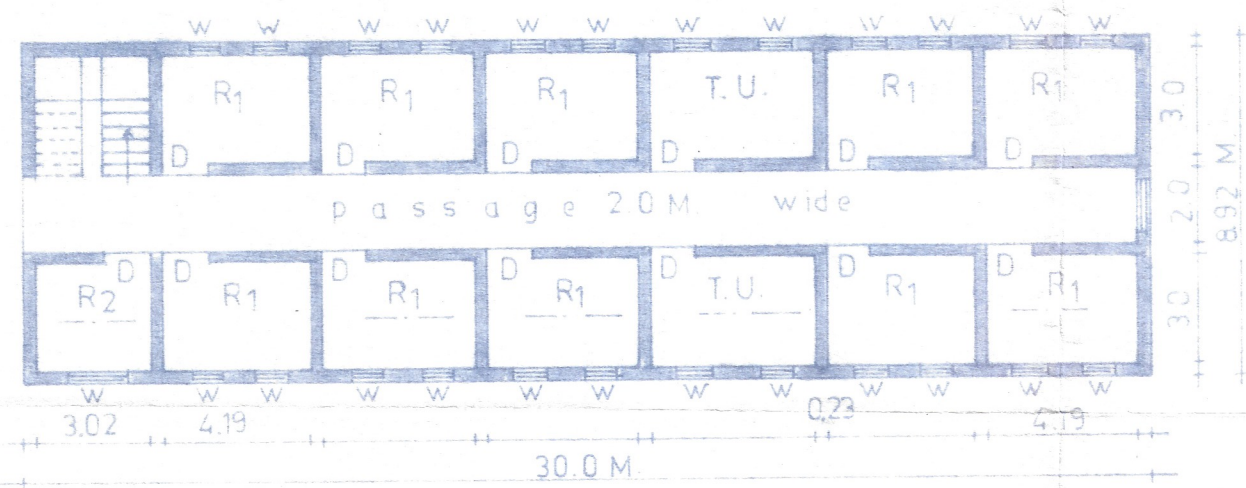 W W W W W W W W W W W W
R1 R1 R1 T.U. R1 R1
D D D D D D
3.0
passage 2.0 M. wide
2.0
8.92 M
D D D D D D D
R2 R1 R1 R1 T.U. R1 R1
3.0
W W W W W W W W W W W W W
3.02 4.19 0.23 4.19
30.0 M